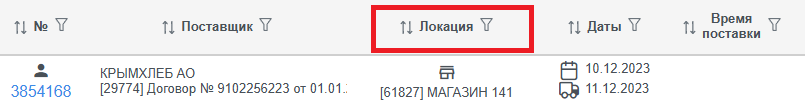 № Поставщик Локация Даты Время поставки
КРЫМХЛЕБ АО 10.12.2023
3854168 [29774] Договор № 9102256223 от 01.01. [61827] МАГАЗИН 141 11.12.2023